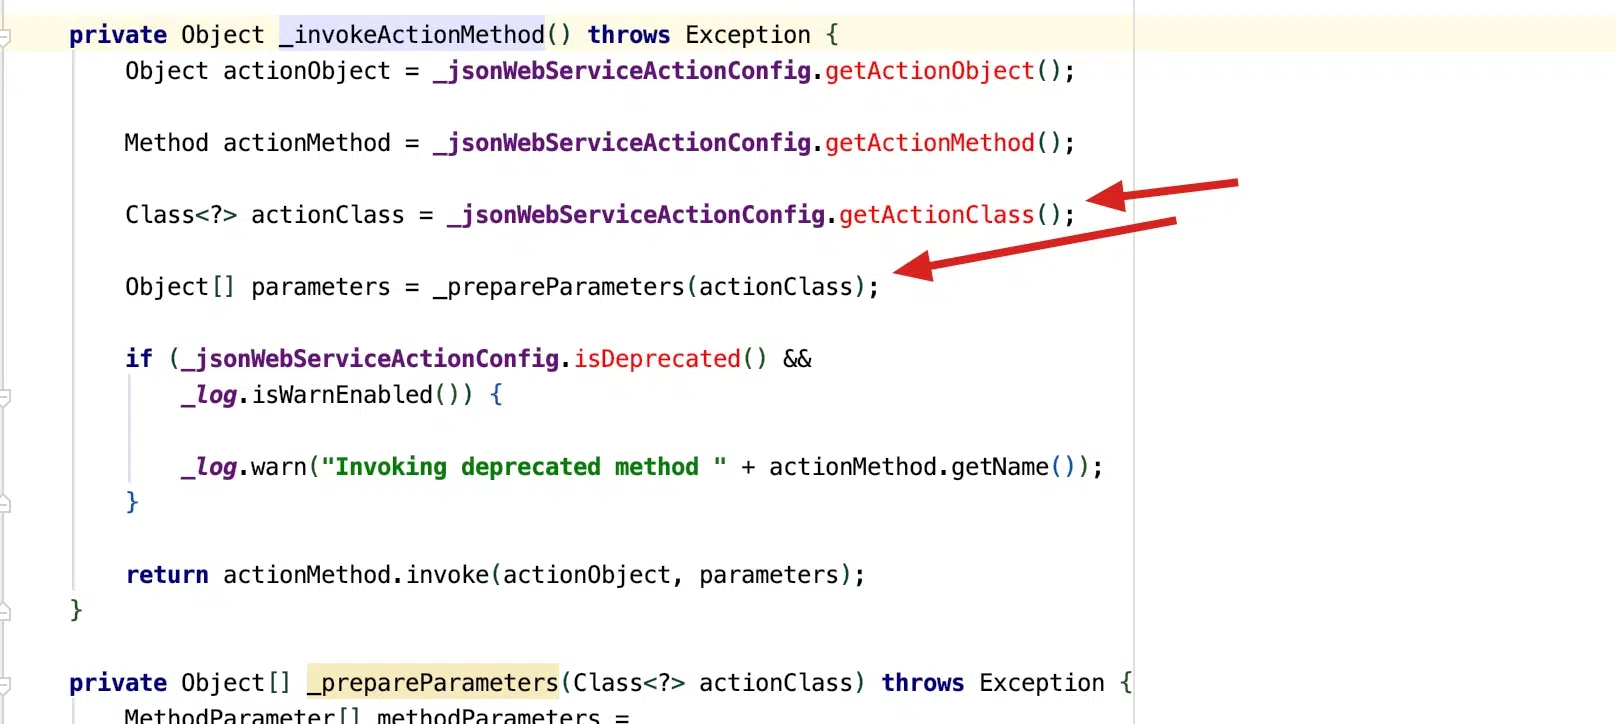 private Object _invokeActionMethod() throws Exception {
Object actionObject = _jsonWebServiceActionConfig.getActionObject();
Method actionMethod = _jsonWebServiceActionConfig.getActionMethod();
Class<?> actionClass = _jsonWebServiceActionConfig.getActionClass();
Object[] parameters = _prepareParameters(actionClass);
if (_jsonWebServiceActionConfig.isDeprecated() &&
_log.isWarnEnabled()) {
_log.warn("Invoking deprecated method " + actionMethod.getName());
}
return actionMethod.invoke(actionObject, parameters);
}
private Object[] _prepareParameters(Class<?> actionClass) throws Exception {
MethodParameter[] methodParameters =